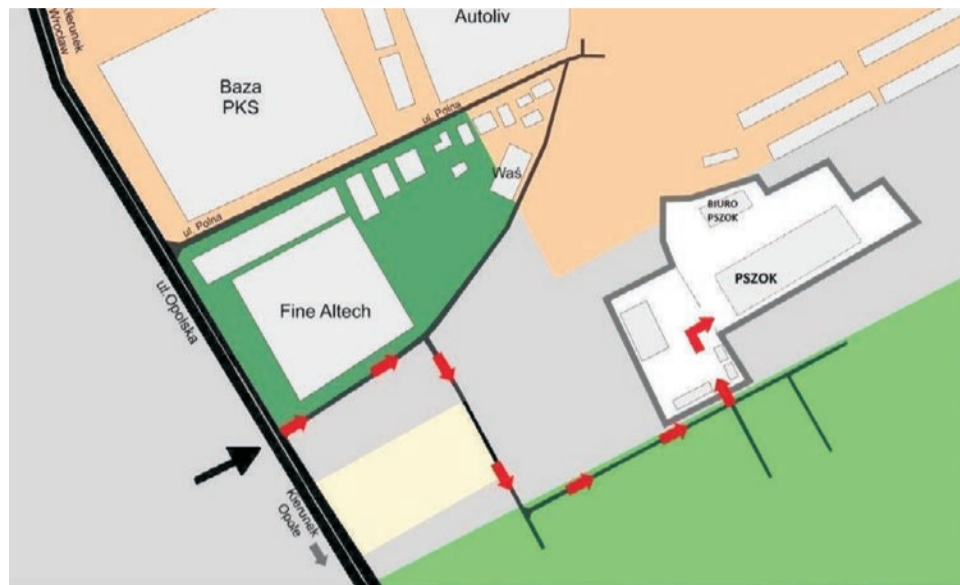 Kierunek
Wrocław
Autoliv
Baza
PKS
ul. Polna
Waś
ul. Polna
BIURO
PSZOK
PSZOK
ul.Opolska
Fine Altech
Kierunek
Opole